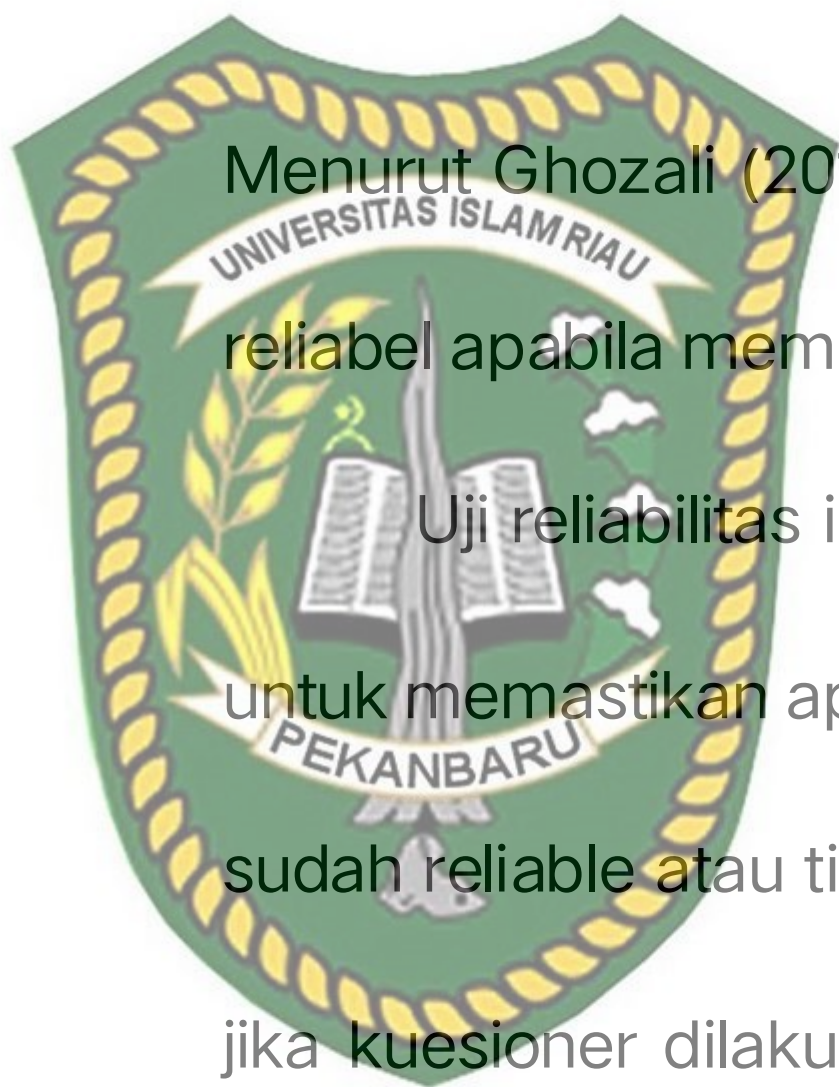 Menurut Ghozali (20
UNIVERSITAS ISLAM RIAU
reliabel apabila mem
Uji reliabilitas i
untuk memastikan ap
PEKANBARU
sudah reliable atau ti
jika kuesioner dilaku